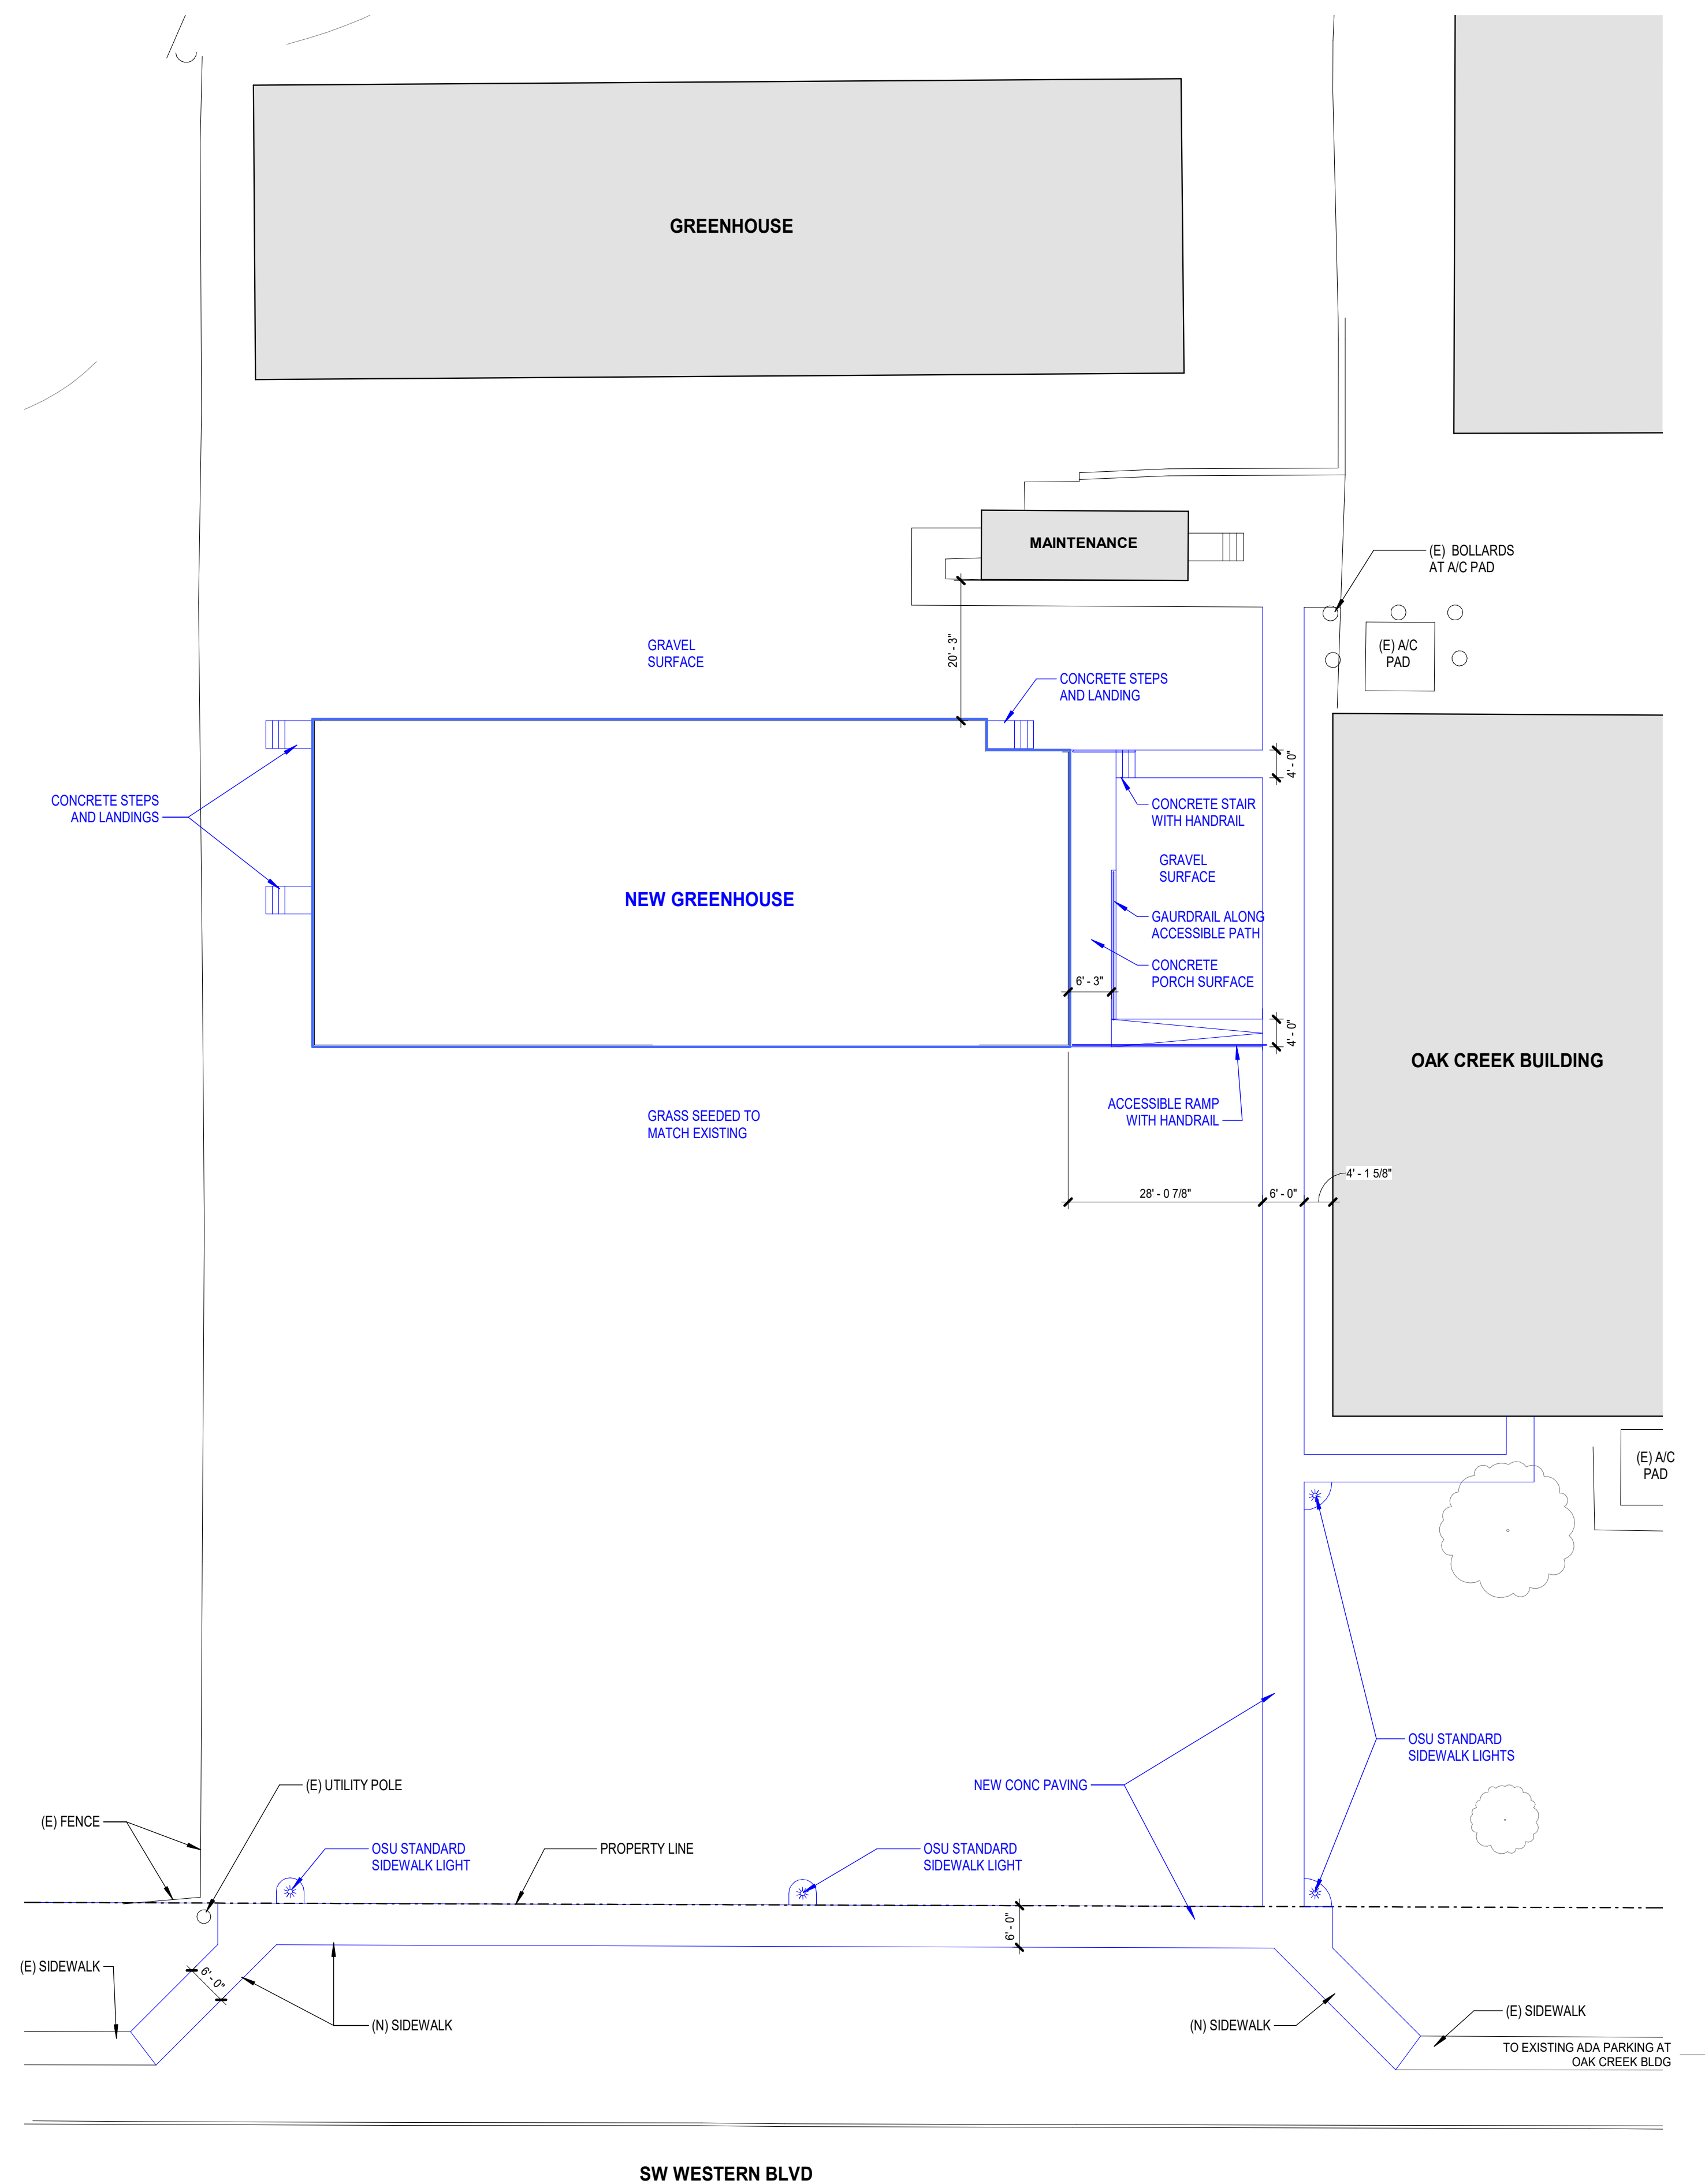 GREENHOUSE
MAINTENANCE
(E) BOLLARDS
AT A/C PAD
(E) A/C
PAD
GRAVEL
SURFACE
20' - 3"
CONCRETE STEPS
AND LANDING
4' - 0"
CONCRETE STEPS
AND LANDINGS
CONCRETE STAIR
WITH HANDRAIL
GRAVEL
SURFACE
NEW GREENHOUSE
GAURDRAIL ALONG
ACCESSIBLE PATH
CONCRETE
PORCH SURFACE
6' - 3"
4' - 0"
OAK CREEK BUILDING
ACCESSIBLE RAMP
WITH HANDRAIL
GRASS SEEDED TO
MATCH EXISTING
4' - 1 5/8"
28' - 0 7/8"
6' - 0"
(E) A/C
PAD
OSU STANDARD
SIDEWALK LIGHTS
(E) UTILITY POLE
NEW CONC PAVING
(E) FENCE
OSU STANDARD
SIDEWALK LIGHT
PROPERTY LINE
OSU STANDARD
SIDEWALK LIGHT
6' - 0"
(E) SIDEWALK
6' - 0"
(N) SIDEWALK
(N) SIDEWALK
(E) SIDEWALK
TO EXISTING ADA PARKING AT
OAK CREEK BLDG
SW WESTERN BLVD